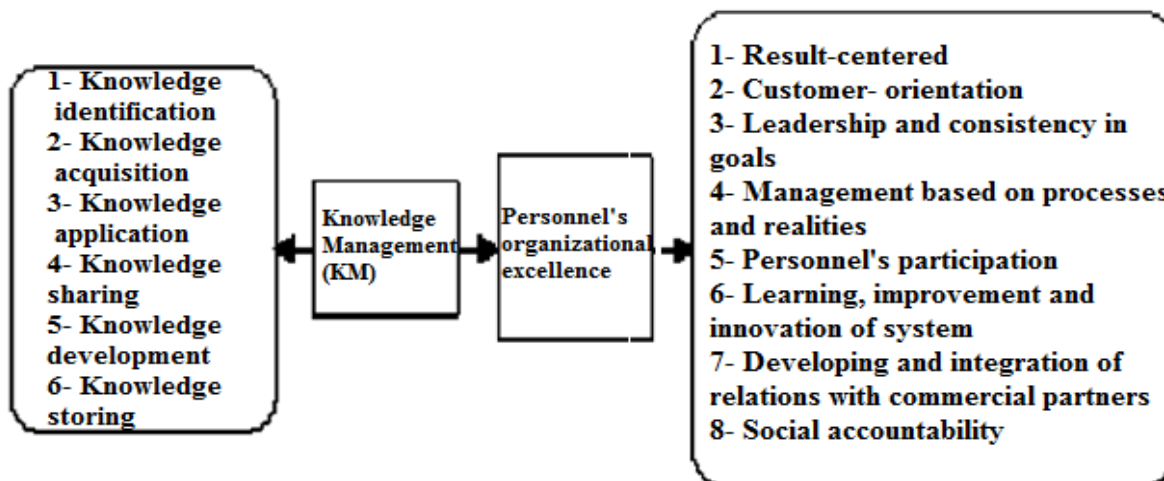 1- Knowledge
identification
2- Knowledge
acquisition
3- Knowledge
application
4- Knowledge
sharing
5- Knowledge
development
6- Knowledge
storing
Knowledge
Management
(KM)
Personnel's
organizational
excellence
1- Result-centered
2- Customer- orientation
3- Leadership and consistency in
goals
4- Management based on processes
and realities
5- Personnel's participation
6- Learning, improvement and
innovation of system
7- Developing and integration of
relations with commercial partners
8- Social accountability